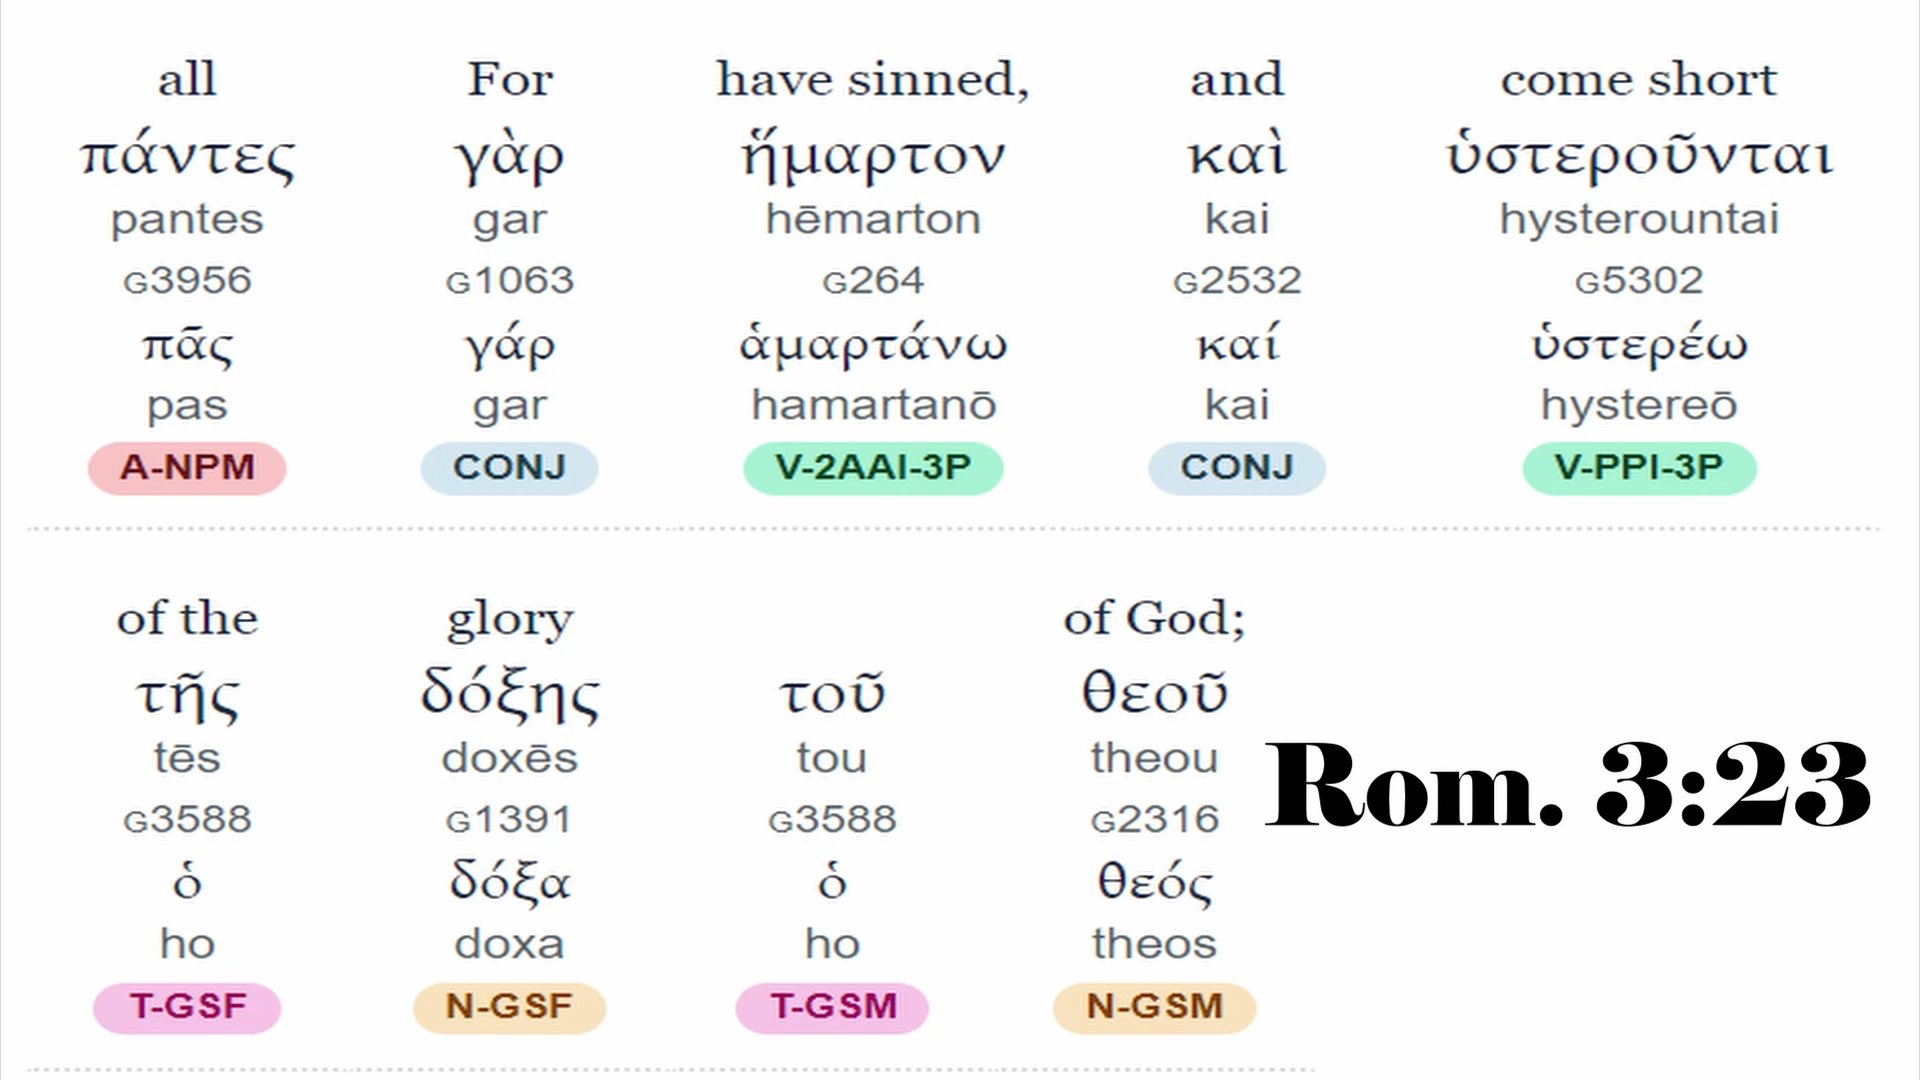 all For have sinned, and come short
πάντες γὰρ ἥμαρτον καὶ ὑστεροῦνται
pantes gar hēmarton kai hysterountai
G3956 G1063 G264 G2532 G5302
πᾶς γάρ ἁμαρτάνω καί ὑστερέω
pas gar hamartanō kai hystereō
A-NPM CONJ V-2AAI-3P CONJ V-PPI-3P
of the glory of God;
τῆς δόξης τοῦ θεοῦ
tēs doxēs tou theou
G3588 G1391 G3588 G2316
ὁ δόξα ὁ θεός
ho doxa ho theos
T-GSF N-GSF T-GSM N-GSM
Rom. 3:23